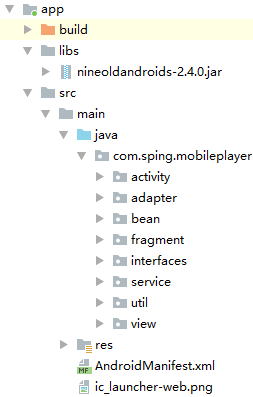 app
build
libs
nineoldandroids-2.4.0.jar
src
main
java
com.sping.mobileplayer
activity
adapter
bean
fragment
interfaces
service
util
view
res
MF AndroidManifest.xml
ic_launcher-web.png